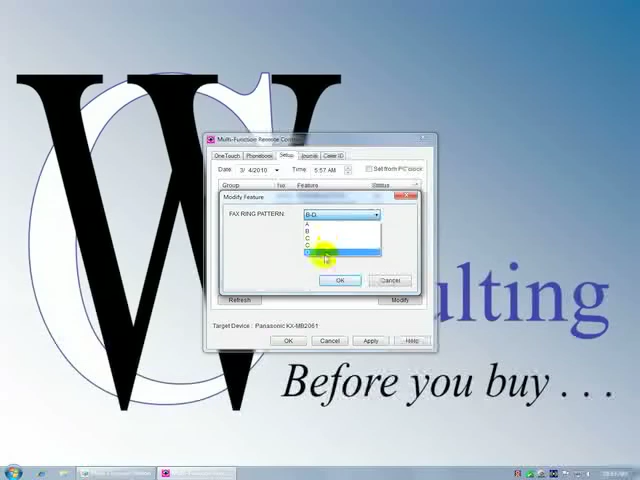 Multi-Function Remote Control
OneTouch Phonebook Setup Journals Caller ID
Date: 3/ 4/2010 Time: 5:57 AM Set from PC clock
Group No. Feature Status
Modify Feature
FAX RING PATTERN: B-D.
A
B
C
OK Cancel
Refresh Modify
Target Device : Panasonic KX-MB2061
OK Cancel Apply Help
W
ulting
Before you buy . . .